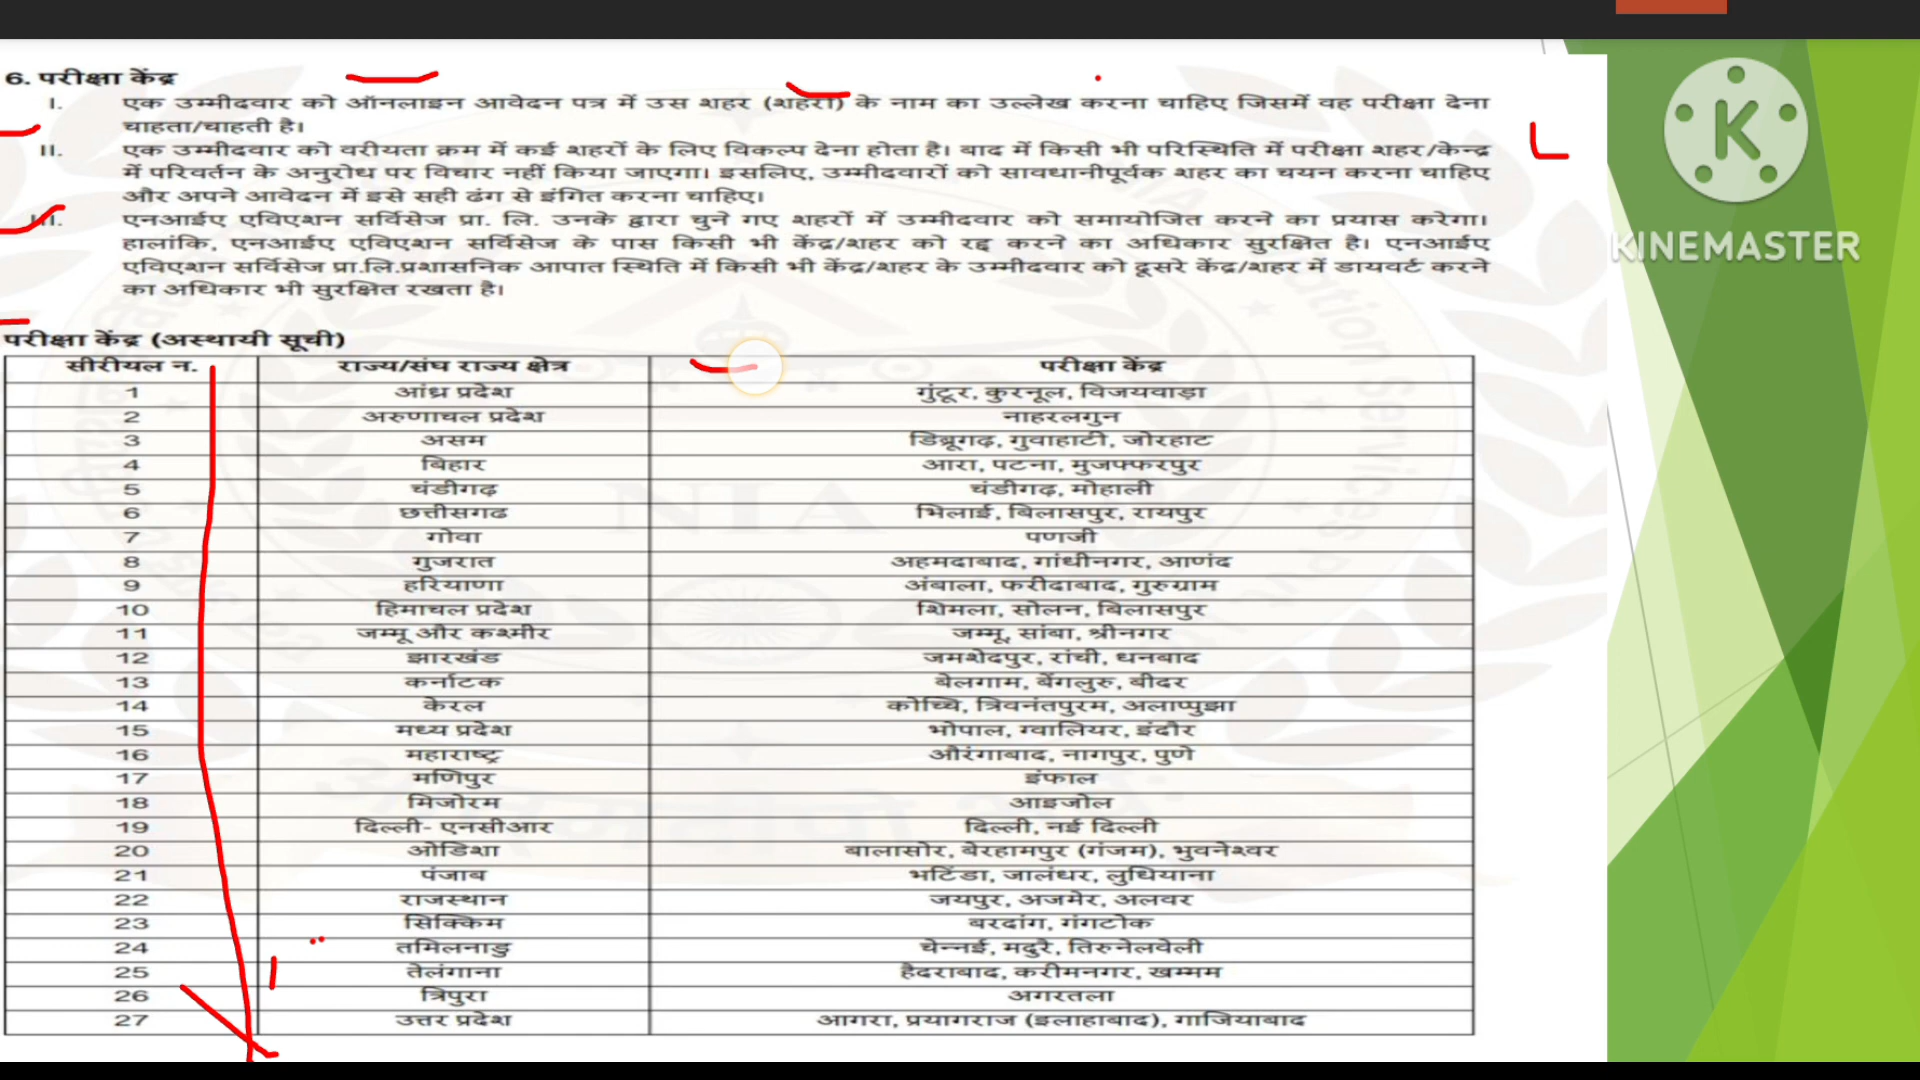 6. परीक्षा केंद्र
I. एक उम्मीदवार को ऑनलाइन आवेदन पत्र में उस शहर (शहरों) के नाम का उल्लेख करना चाहिए जिसमें वह परीक्षा देना
चाहता/चाहती है।
II. एक उम्मीदवार को वरीयता क्रम में कई शहरों के लिए विकल्प देना होता है। बाद में किसी भी परिस्थिति में परीक्षा शहर/केन्द्र
में परिवर्तन के अनुरोध पर विचार नहीं किया जाएगा। इसलिए, उम्मीदवारों को सावधानीपूर्वक शहर का चयन करना चाहिए
और अपने आवेदन में इसे सही ढंग से इंगित करना चाहिए।
III. एनआईए एविएशन सर्विसेज प्रा. लि. उनके द्वारा चुने गए शहरों में उम्मीदवार को समायोजित करने का प्रयास करेगा।
हालांकि, एनआईए एविएशन सर्विसेज के पास किसी भी केंद्र/शहर को रद्द करने का अधिकार सुरक्षित है। एनआईए
एविएशन सर्विसेज प्रा.लि.प्रशासनिक आपात स्थिति में किसी भी केंद्र/शहर के उम्मीदवार को दूसरे केंद्र/शहर में डायवर्ट करने
का अधिकार भी सुरक्षित रखता है।
परीक्षा केंद्र (अस्थायी सूची)
सीरीयल न. राज्य/संघ राज्य क्षेत्र परीक्षा केंद्र
1 आंध्र प्रदेश गुंटूर, कुरनूल, विजयवाड़ा
2 अरुणाचल प्रदेश नाहरलगुन
3 असम डिब्रूगढ़, गुवाहाटी, जोरहाट
4 बिहार आरा, पटना, मुजफ्फरपुर
5 चंडीगढ़ चंडीगढ़, मोहाली
6 छत्तीसगढ भिलाई, बिलासपुर, रायपुर
7 गोवा पणजी
8 गुजरात अहमदाबाद, गांधीनगर, आणंद
9 हरियाणा अंबाला, फरीदाबाद, गुरुग्राम
10 हिमाचल प्रदेश शिमला, सोलन, बिलासपुर
11 जम्मू और कश्मीर जम्मू, सांबा, श्रीनगर
12 झारखंड जमशेदपुर, रांची, धनबाद
13 कर्नाटक बेलगाम, बेंगलुरु, बीदर
14 केरल कोच्चि, त्रिवनंतपुरम, अलाप्पुझा
15 मध्य प्रदेश भोपाल, ग्वालियर, इंदौर
16 महाराष्ट्र औरंगाबाद, नागपुर, पुणे
17 मणिपुर इंफाल
18 मिजोरम आइजोल
19 दिल्ली- एनसीआर दिल्ली, नई दिल्ली
20 ओडिशा बालासोर, बेरहामपुर (गंजम), भुवनेश्वर
21 पंजाब भटिंडा, जालंधर, लुधियाना
22 राजस्थान जयपुर, अजमेर, अलवर
23 सिक्किम बरदांग, गंगटोक
24 तमिलनाडु चेन्नई, मदुरै, तिरुनेलवेली
25 तेलंगाना हैदराबाद, करीमनगर, खम्मम
26 त्रिपुरा अगरतला
27 उत्तर प्रदेश आगरा, प्रयागराज (इलाहाबाद), गाजियाबाद
NIA
K
KINEMASTER